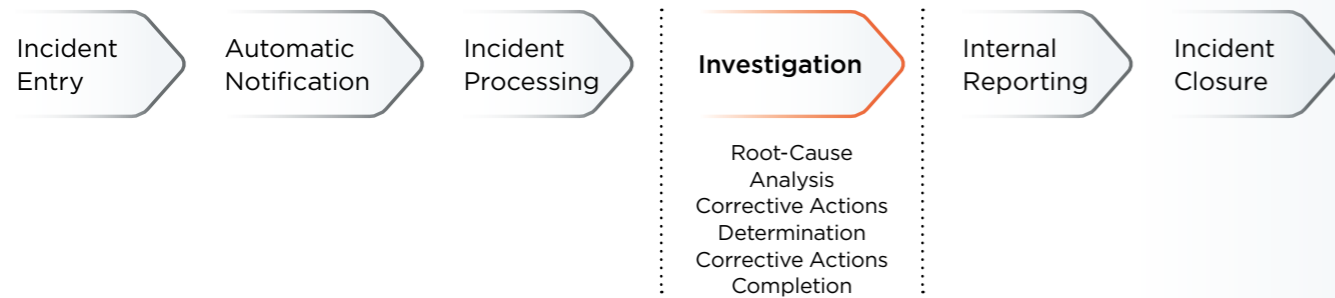 Incident
Entry
Automatic
Notification
Incident
Processing
Investigation
Root-Cause
Analysis
Corrective Actions
Determination
Corrective Actions
Completion
Internal
Reporting
Incident
Closure